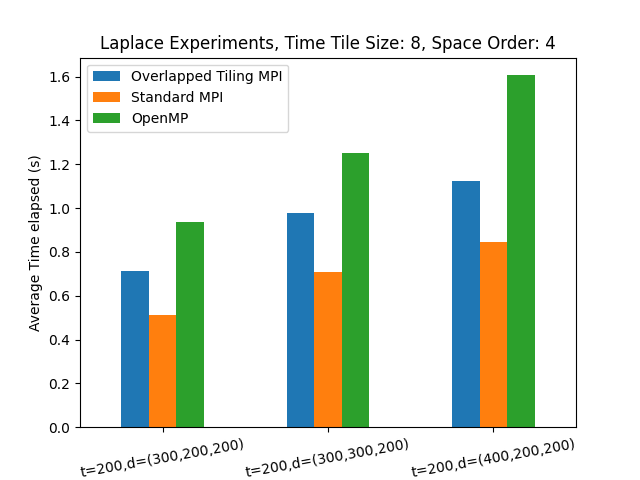 Laplace Experiments, Time Tile Size: 8, Space Order: 4
Overlapped Tiling MPI
Standard MPI
OpenMP
Average Time elapsed (s)
1.6
1.4
1.2
1.0
0.8
0.6
0.4
0.2
0.0
t=200,d=(300,200,200)
t=200,d=(300,300,200)
t=200,d=(400,200,200)